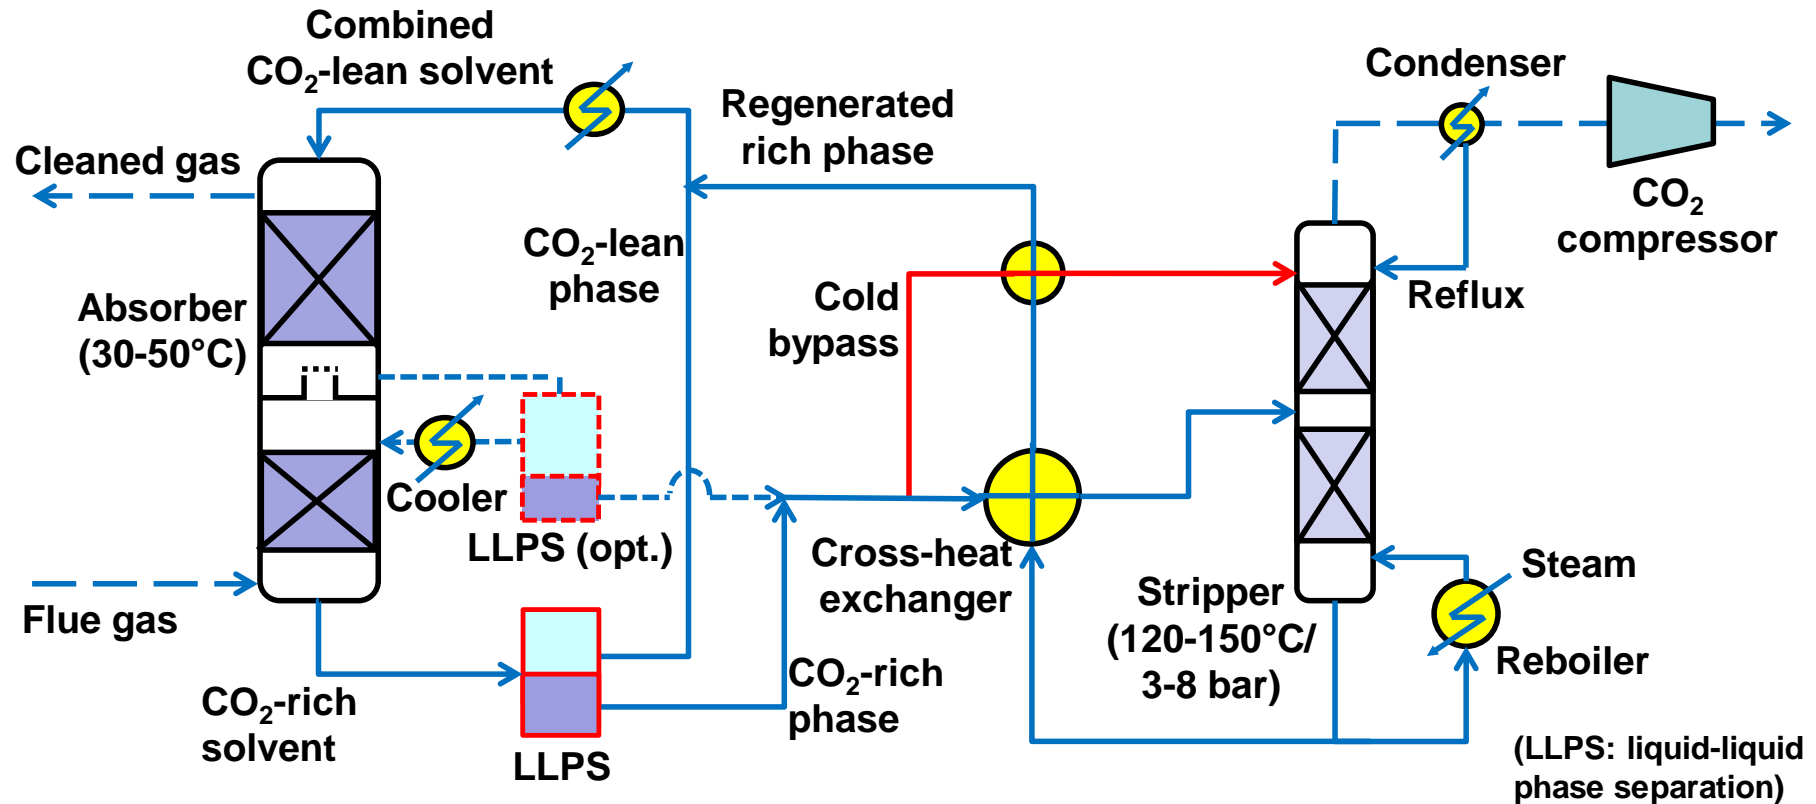 Combined
CO₂-lean solvent
Condenser
Regenerated
rich phase
Cleaned gas
CO₂
compressor
CO₂-lean
phase
Absorber
(30-50°C)
Cold
bypass
Reflux
Cooler
LLPS (opt.)
Cross-heat
exchanger
Steam
Flue gas
Stripper
(120-150°C/
3-8 bar)
Reboiler
CO₂-rich
phase
CO₂-rich
solvent
LLPS
(LLPS: liquid-liquid
phase separation)